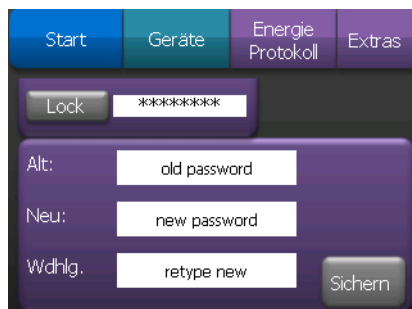 Start
Geräte
Energie
Protokoll
Extras
Lock
********
Alt:
old password
Neu:
new password
Wdhlg.
retype new
Sichern